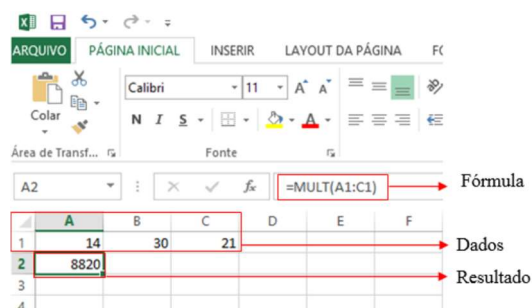 ARQUIVO PÁGINA INICIAL INSERIR LAYOUT DA PÁGINA
Colar
Calibri 11 A A
N I S A
Área de Transf... Fonte
A2 fx =MULT(A1:C1) Fórmula
A B C D E F
1 14 30 21 Dados
2 8820 Resultado
3
4